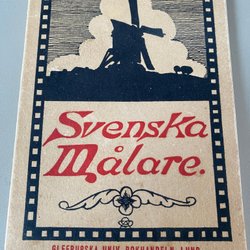 Svenska
Målare.
GLEERUPSKA UNIV. BOKHANDELN, LUND